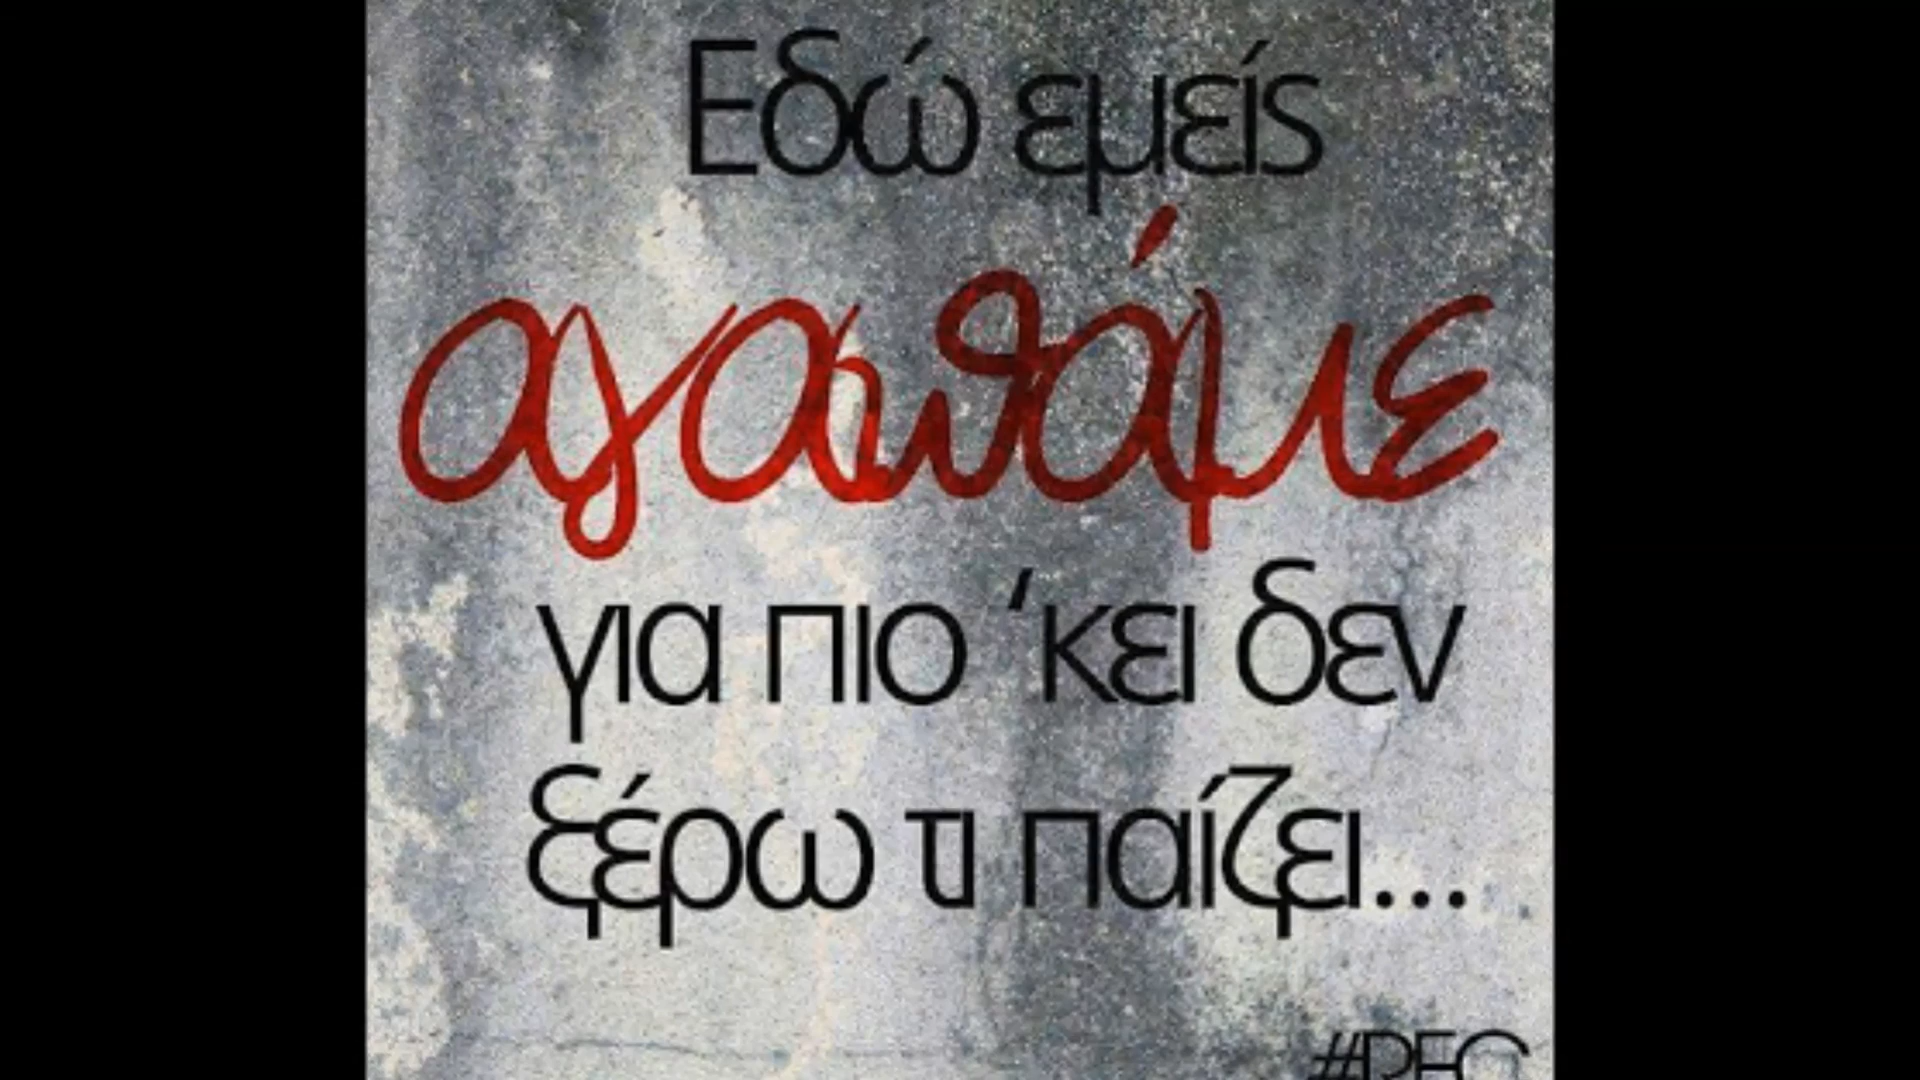 Εδώ εμείς
αγαπάμε
για πιο ‘κει δεν
ξέρω τι παίζει...